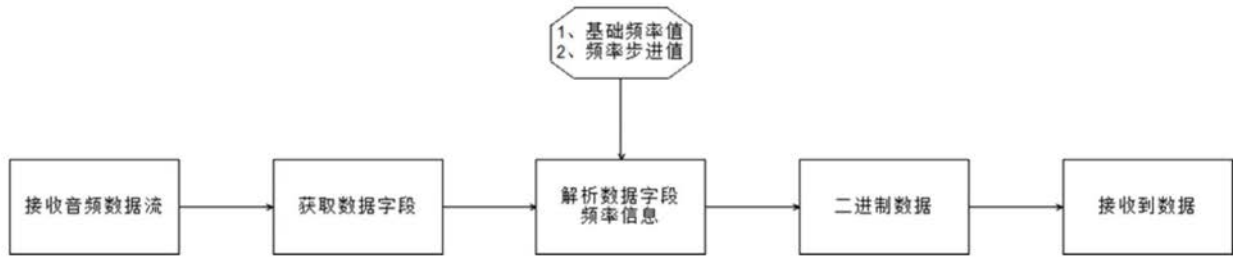 1、基础频率值
2、频率步进值
接收音频数据流
获取数据字段
解析数据字段
频率信息
二进制数据
接收到数据